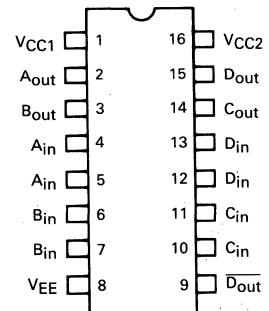 VCC1 1 16 VCC2
Aout 2 15 Dout
Bout 3 14 Cout
Ain 4 13 Din
Ain 5 12 Din
Bin 6 11 Cin
Bin 7 10 Cin
VEE 8 9 D̅o̅u̅t̅